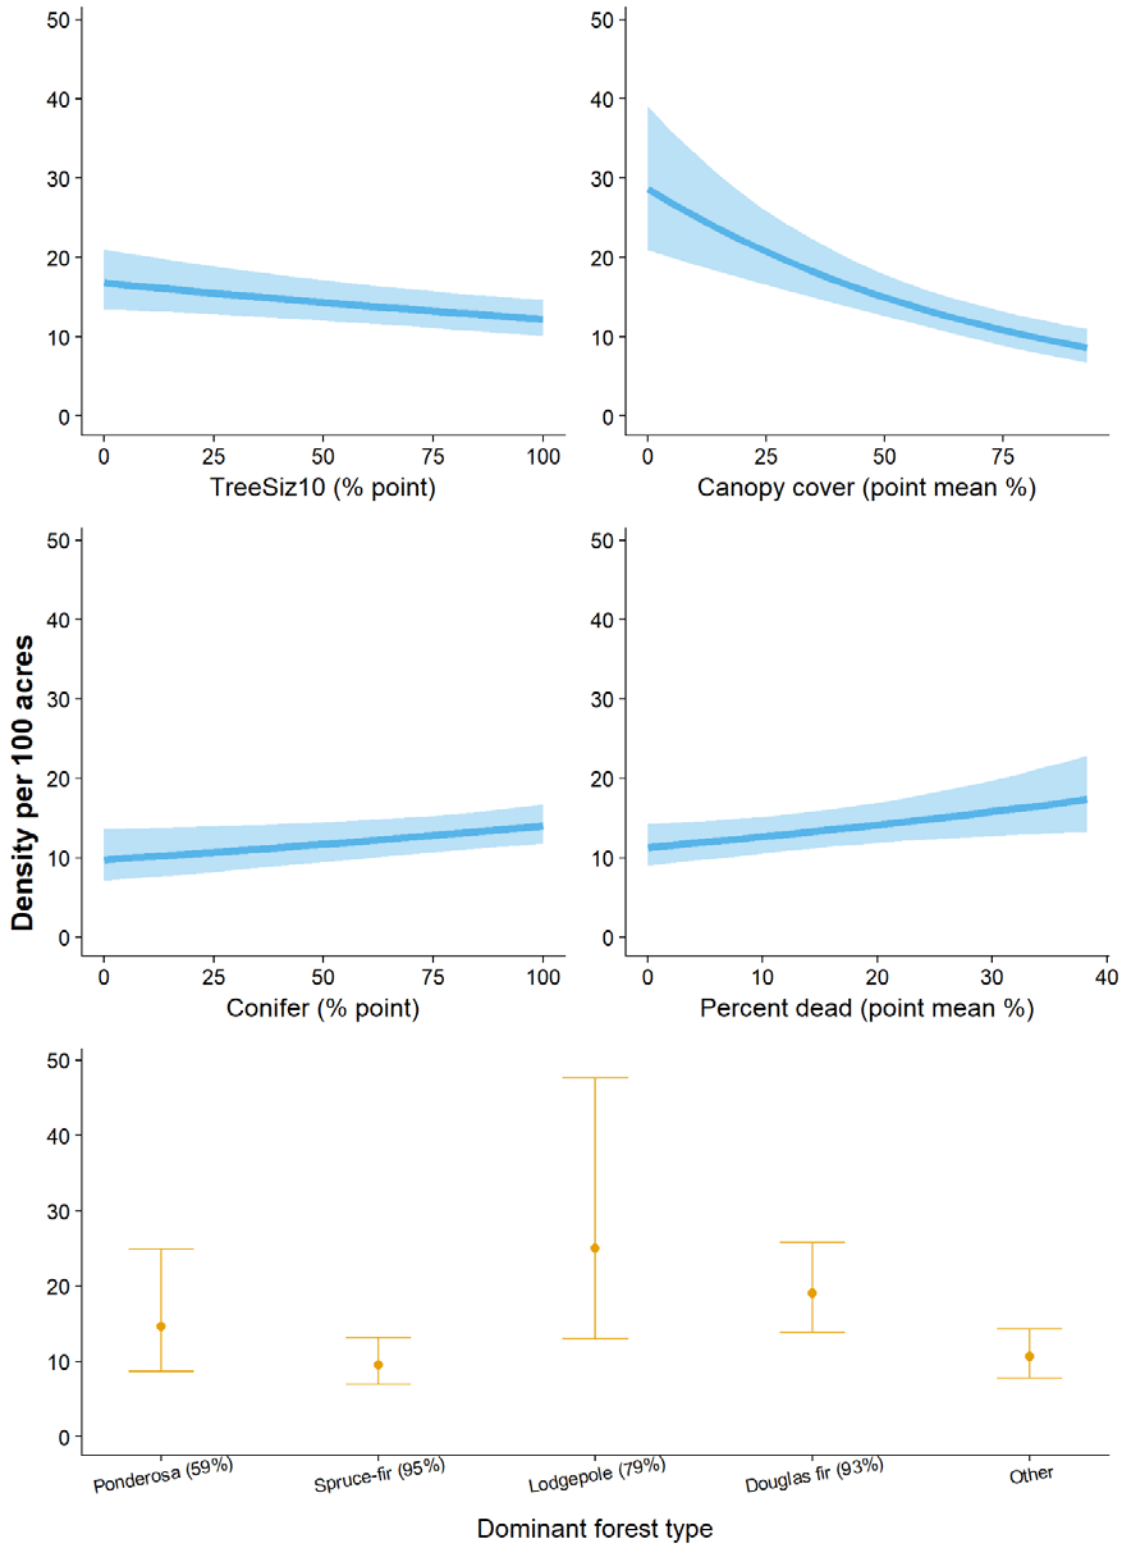 50
40
30
20
10
0
0 25 50 75 100
TreeSiz10 (% point)
50
40
30
20
10
0
0 25 50 75
Canopy cover (point mean %)
Density per 100 acres
50
40
30
20
10
0
0 25 50 75 100
Conifer (% point)
50
40
30
20
10
0
0 10 20 30 40
Percent dead (point mean %)
50
40
30
20
10
0
Ponderosa (59%) Spruce-fir (95%) Lodgepole (79%) Douglas fir (93%) Other
Dominant forest type